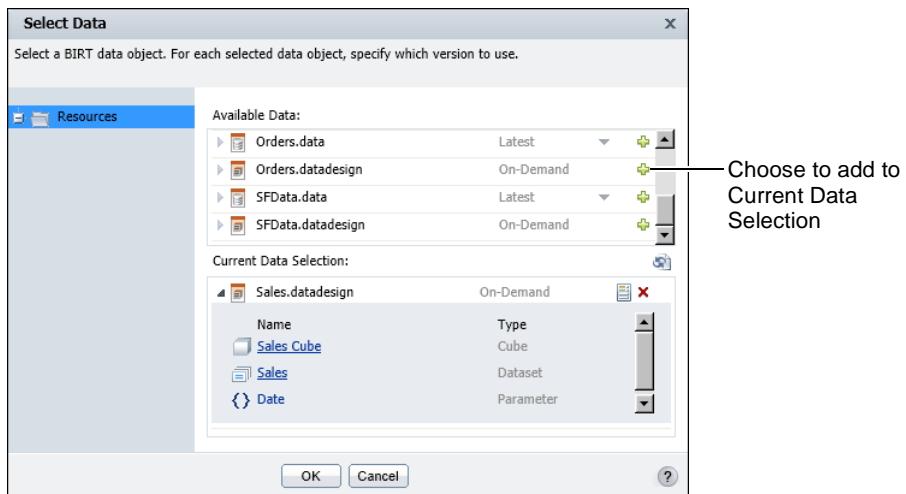 Select Data
x
Select a BIRT data object. For each selected data object, specify which version to use.
Resources
Available Data:
Orders.data Latest
Orders.datadesign On-Demand
SFData.data Latest
SFData.datadesign On-Demand
Choose to add to
Current Data
Selection
Current Data Selection:
Sales.datadesign On-Demand
Name Type
Sales Cube Cube
Sales Dataset
{} Date Parameter
OK Cancel
?